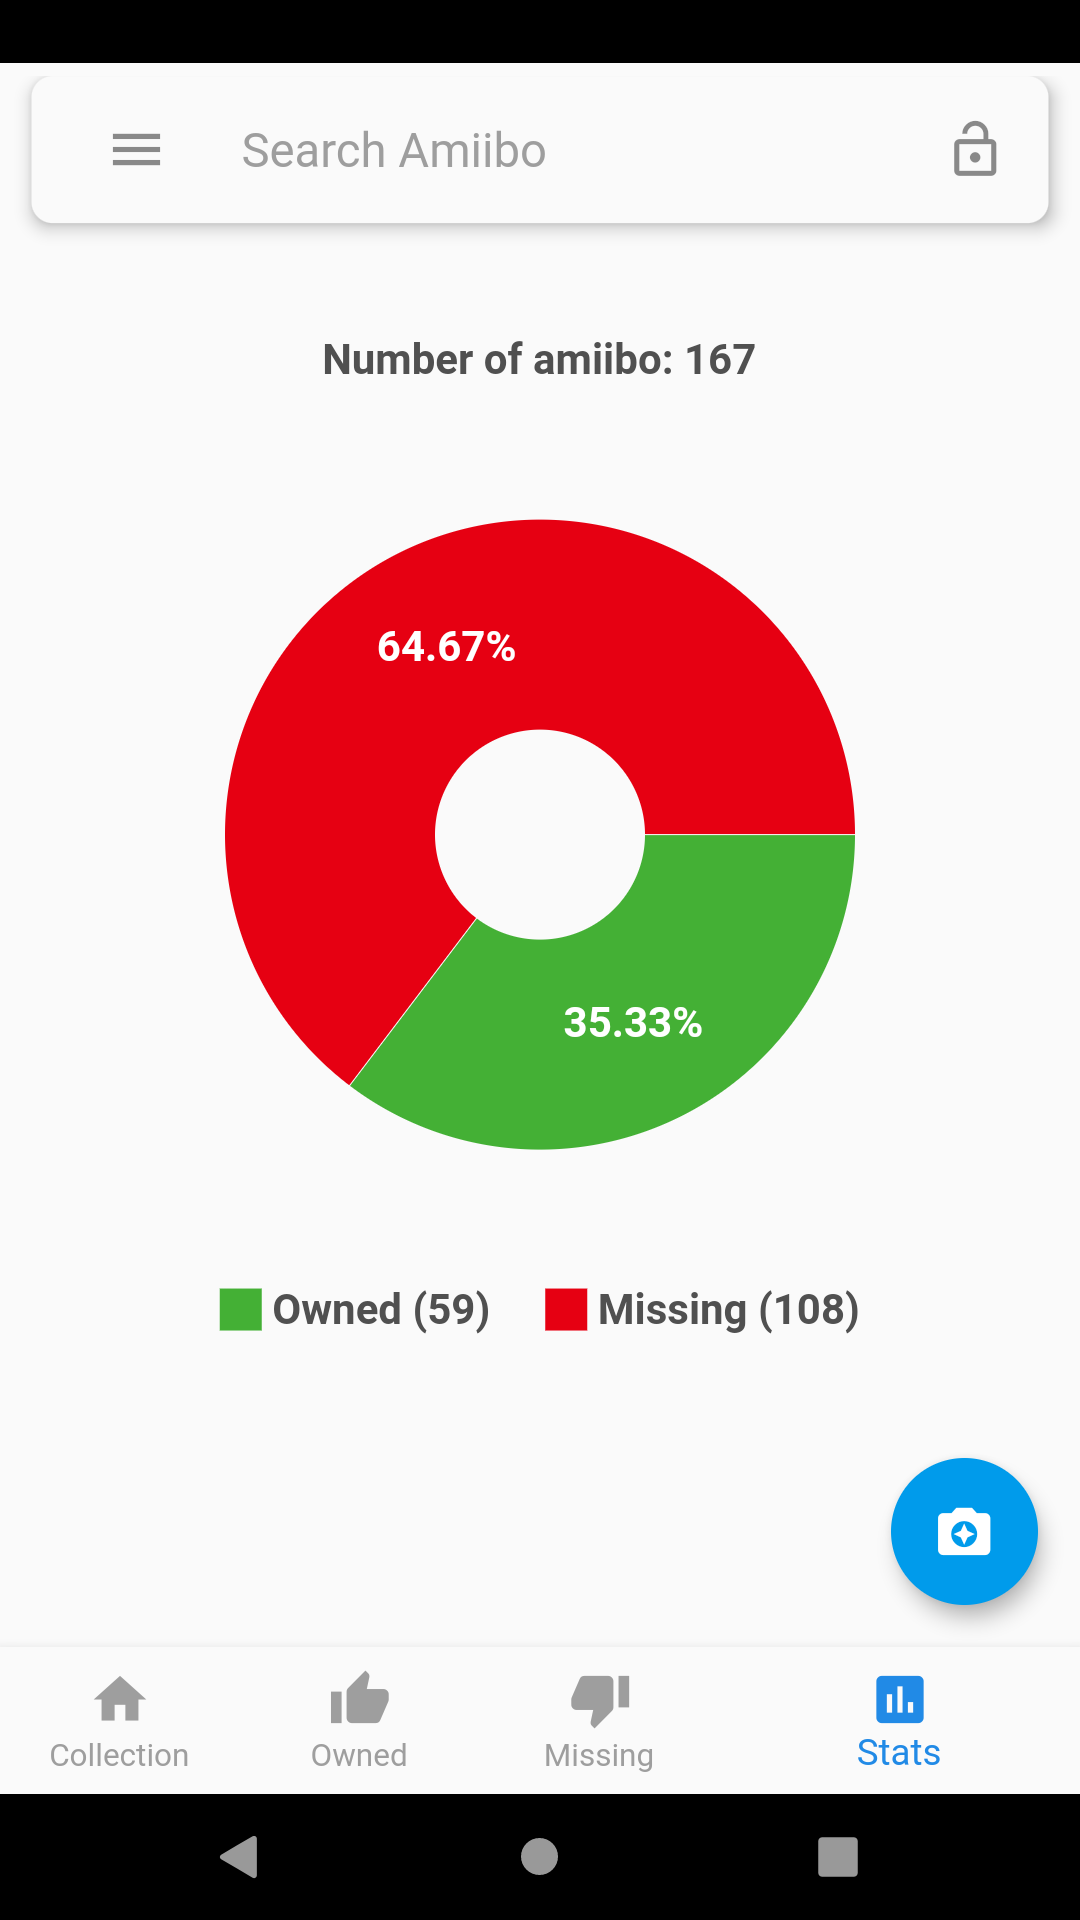 Search Amiibo
Number of amiibo: 167
64.67%
35.33%
Owned (59) Missing (108)
Collection Owned Missing Stats